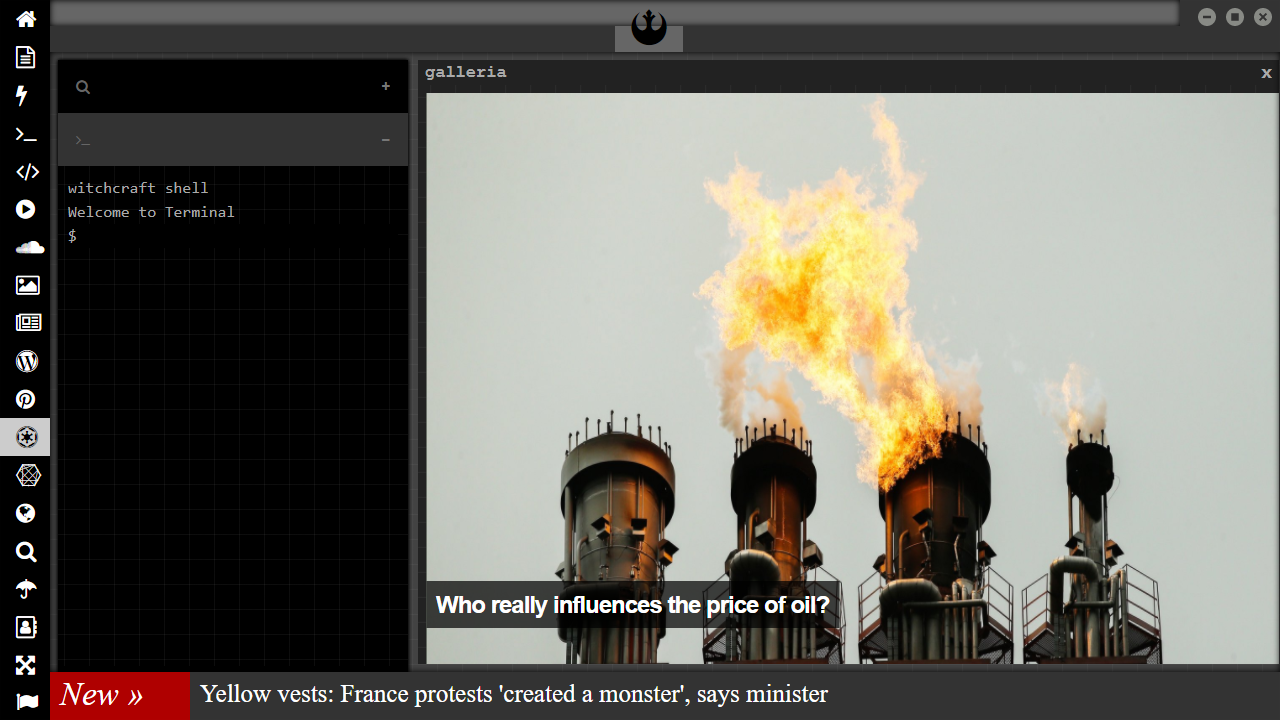 galleria x
+
>_ −
witchcraft shell
Welcome to Terminal
$
Who really influences the price of oil?
New » Yellow vests: France protests 'created a monster', says minister